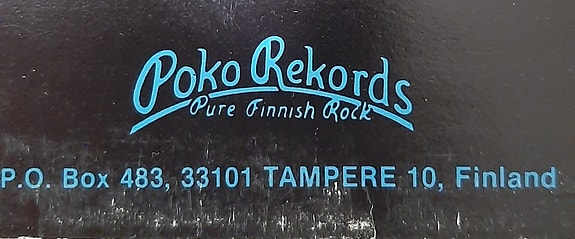 Poko Rekords
Pure Finnish Rock
P.O. Box 483, 33101 TAMPERE 10, Finland